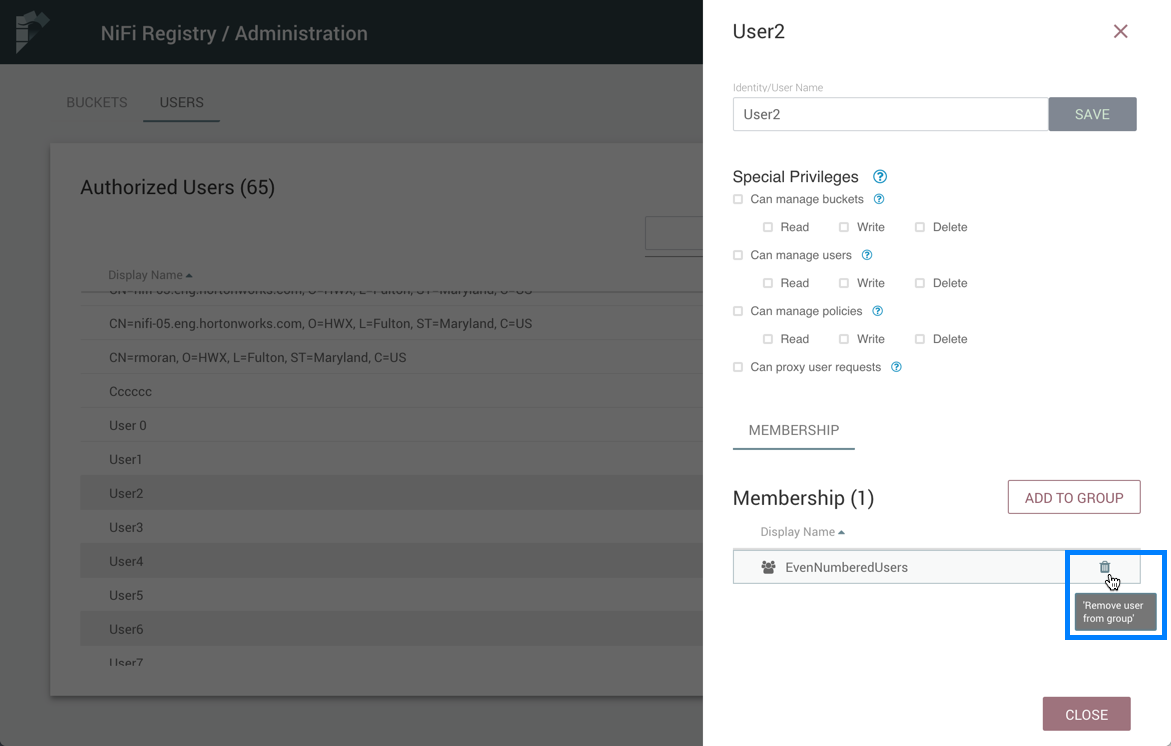 NiFi Registry / Administration
BUCKETS
USERS
Authorized Users (65)
Display Name
CN=nifi-05.eng.hortonworks.com, O=HWX, L=Fulton, ST=Maryland, C=US
CN=rmoran, O=HWX, L=Fulton, ST=Maryland, C=US
Cccccc
User 0
User1
User2
User3
User4
User5
User6
User7
User2
Identity/User Name
User2
SAVE
Special Privileges ?
Can manage buckets ?
Read Write Delete
Can manage users ?
Read Write Delete
Can manage policies ?
Read Write Delete
Can proxy user requests ?
MEMBERSHIP
Membership (1)
ADD TO GROUP
Display Name
EvenNumberedUsers
'Remove user
from group'
CLOSE